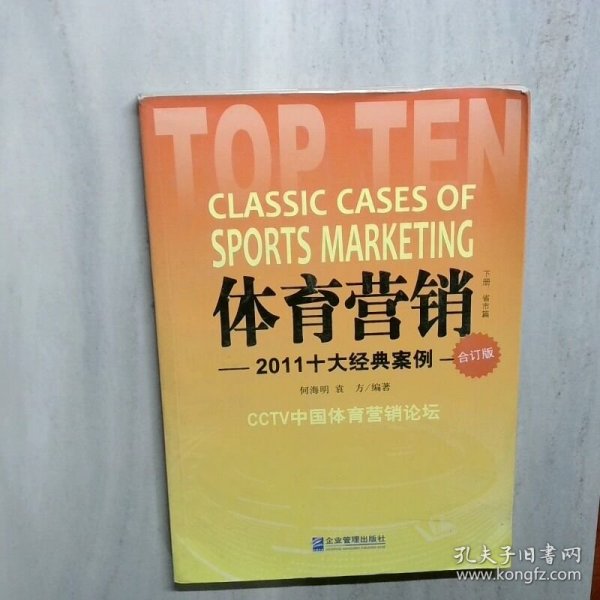 TOP TEN
CLASSIC CASES OF
SPORTS MARKETING
体育营销
下册 省市篇
——2011十大经典案例—
合订版
何海明 袁 方/编著
CCTV中国体育营销论坛
企业管理出版社
孔夫子旧书网
www.kongfz.com